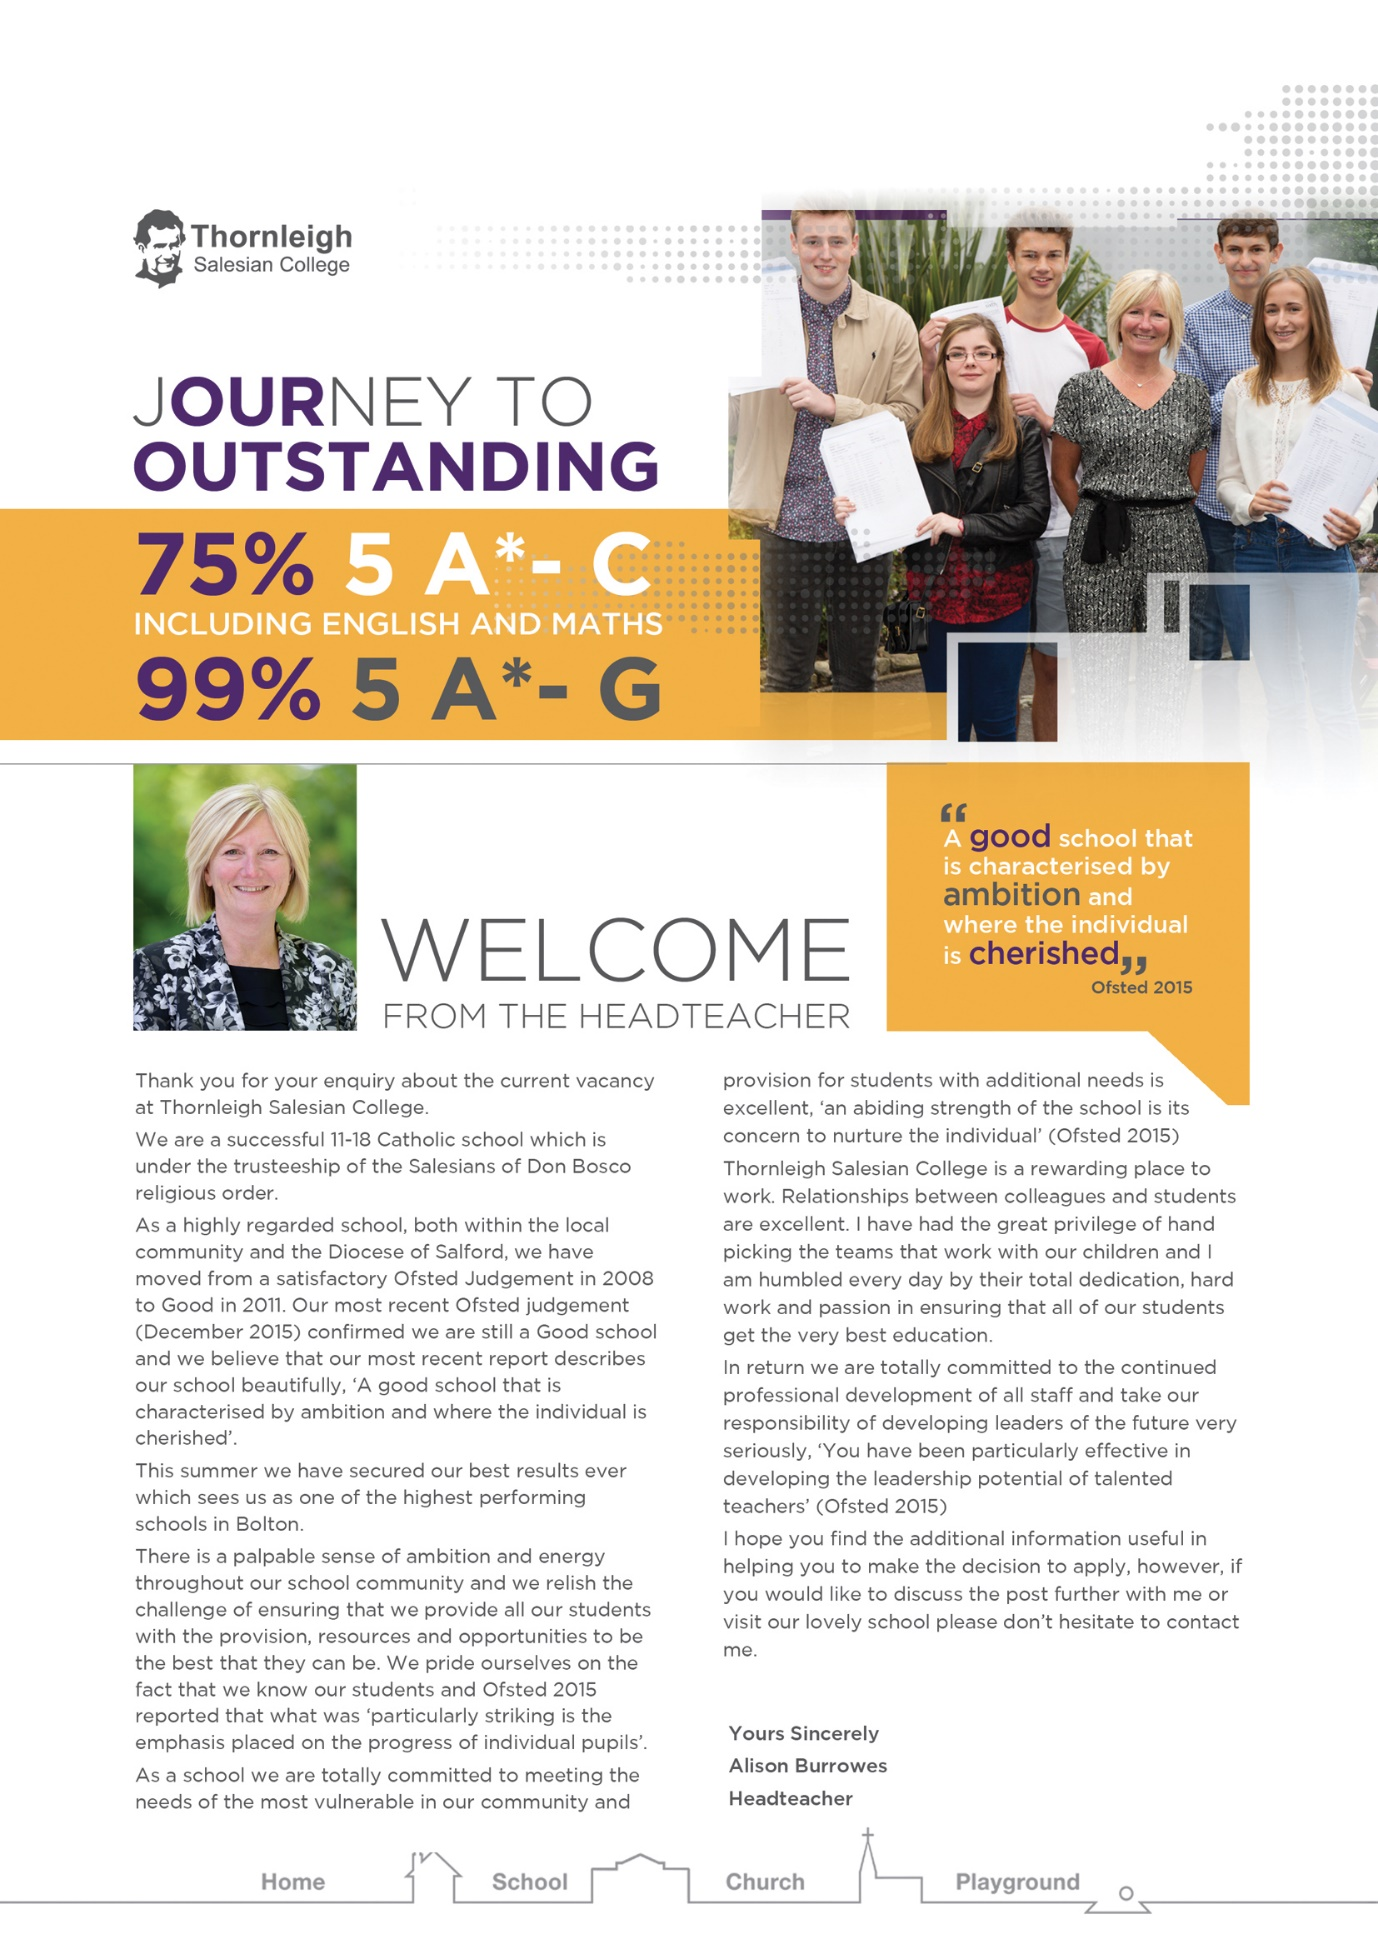 Thornleigh
Salesian College
JOURNEY TO
OUTSTANDING
75% 5 A*- C
INCLUDING ENGLISH AND MATHS
99% 5 A*- G
WELCOME
FROM THE HEADTEACHER
“
A good school that
is characterised by
ambition and
where the individual
is cherished”
Ofsted 2015
Thank you for your enquiry about the current vacancy
at Thornleigh Salesian College.
We are a successful 11-18 Catholic school which is
under the trusteeship of the Salesians of Don Bosco
religious order.
As a highly regarded school, both within the local
community and the Diocese of Salford, we have
moved from a satisfactory Ofsted Judgement in 2008
to Good in 2011. Our most recent Ofsted judgement
(December 2015) confirmed we are still a Good school
and we believe that our most recent report describes
our school beautifully, ‘A good school that is
characterised by ambition and where the individual is
cherished’.
This summer we have secured our best results ever
which sees us as one of the highest performing
schools in Bolton.
There is a palpable sense of ambition and energy
throughout our school community and we relish the
challenge of ensuring that we provide all our students
with the provision, resources and opportunities to be
the best that they can be. We pride ourselves on the
fact that we know our students and Ofsted 2015
reported that what was ‘particularly striking is the
emphasis placed on the progress of individual pupils’.
As a school we are totally committed to meeting the
needs of the most vulnerable in our community and
provision for students with additional needs is
excellent, ‘an abiding strength of the school is its
concern to nurture the individual’ (Ofsted 2015)
Thornleigh Salesian College is a rewarding place to
work. Relationships between colleagues and students
are excellent. I have had the great privilege of hand
picking the teams that work with our children and I
am humbled every day by their total dedication, hard
work and passion in ensuring that all of our students
get the very best education.
In return we are totally committed to the continued
professional development of all staff and take our
responsibility of developing leaders of the future very
seriously, ‘You have been particularly effective in
developing the leadership potential of talented
teachers’ (Ofsted 2015)
I hope you find the additional information useful in
helping you to make the decision to apply, however, if
you would like to discuss the post further with me or
visit our lovely school please don’t hesitate to contact
me.
Yours Sincerely
Alison Burrowes
Headteacher
Home School Church Playground